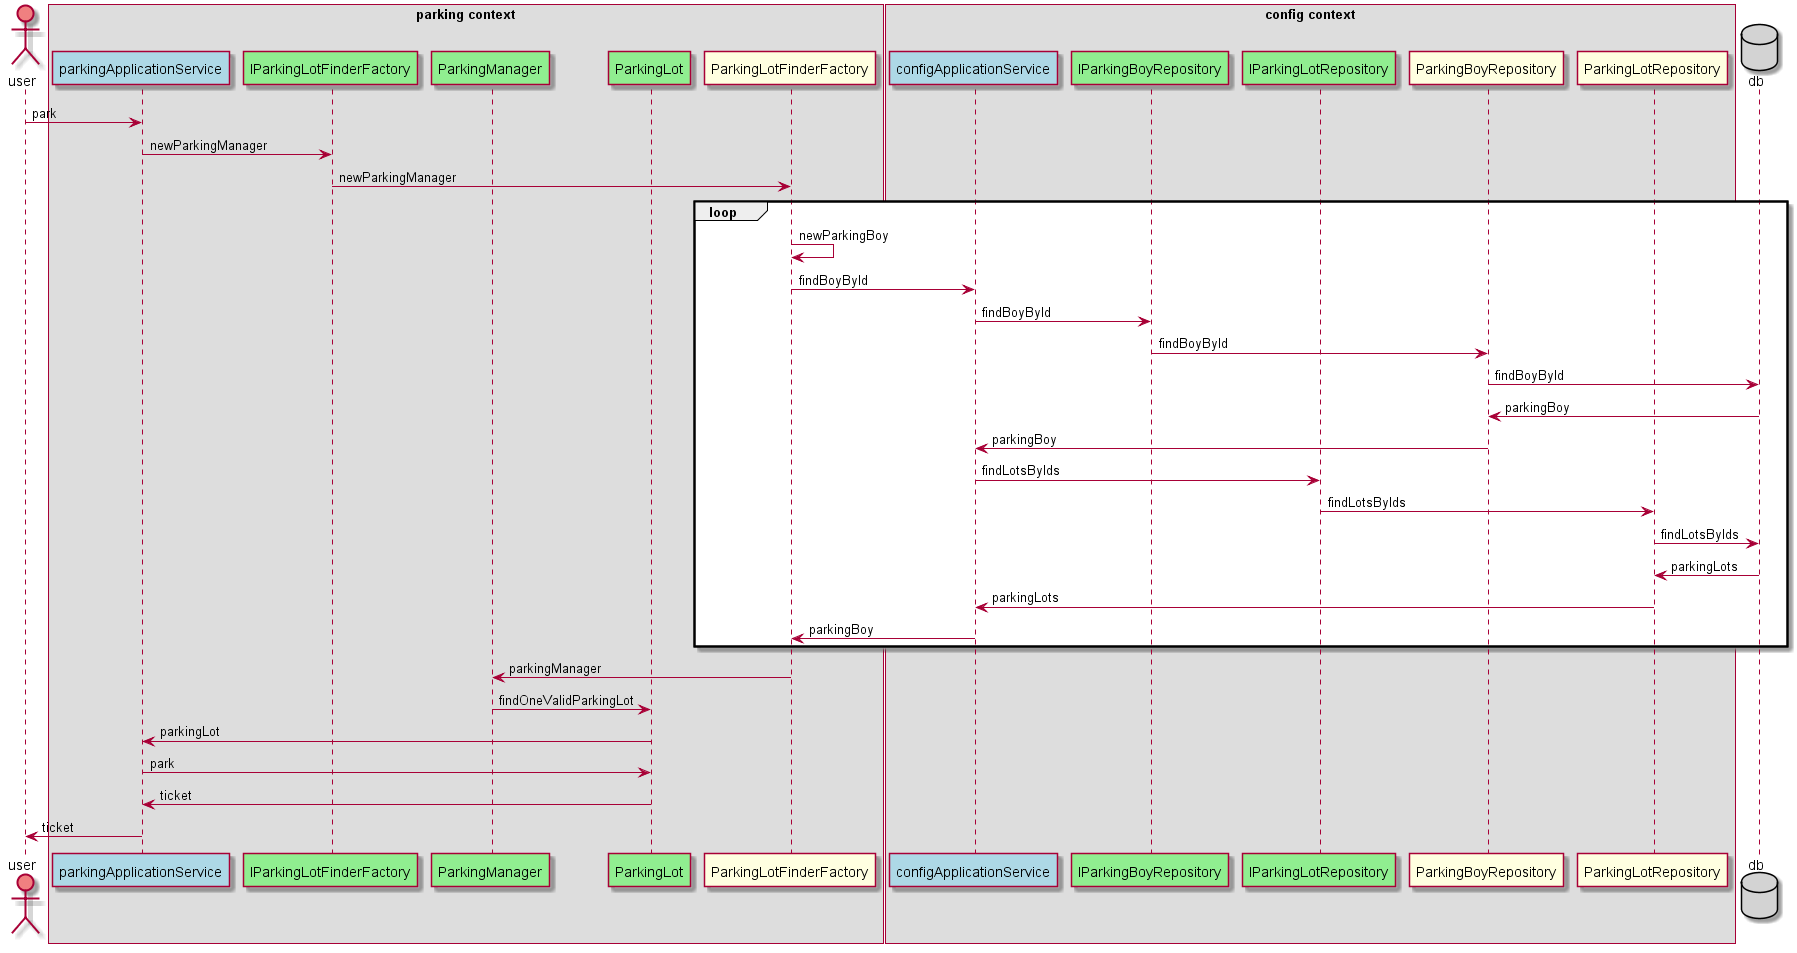 parking context
config context
user
parkingApplicationService
IParkingLotFinderFactory
ParkingManager
ParkingLot
ParkingLotFinderFactory
configApplicationService
IParkingBoyRepository
IParkingLotRepository
ParkingBoyRepository
ParkingLotRepository
db
park
newParkingManager
newParkingManager
loop
newParkingBoy
findBoyById
findBoyById
findBoyById
findBoyById
parkingBoy
parkingBoy
findLotsByIds
findLotsByIds
findLotsByIds
parkingLots
parkingLots
parkingBoy
parkingManager
findOneValidParkingLot
parkingLot
park
ticket
ticket
user
parkingApplicationService
IParkingLotFinderFactory
ParkingManager
ParkingLot
ParkingLotFinderFactory
configApplicationService
IParkingBoyRepository
IParkingLotRepository
ParkingBoyRepository
ParkingLotRepository
db